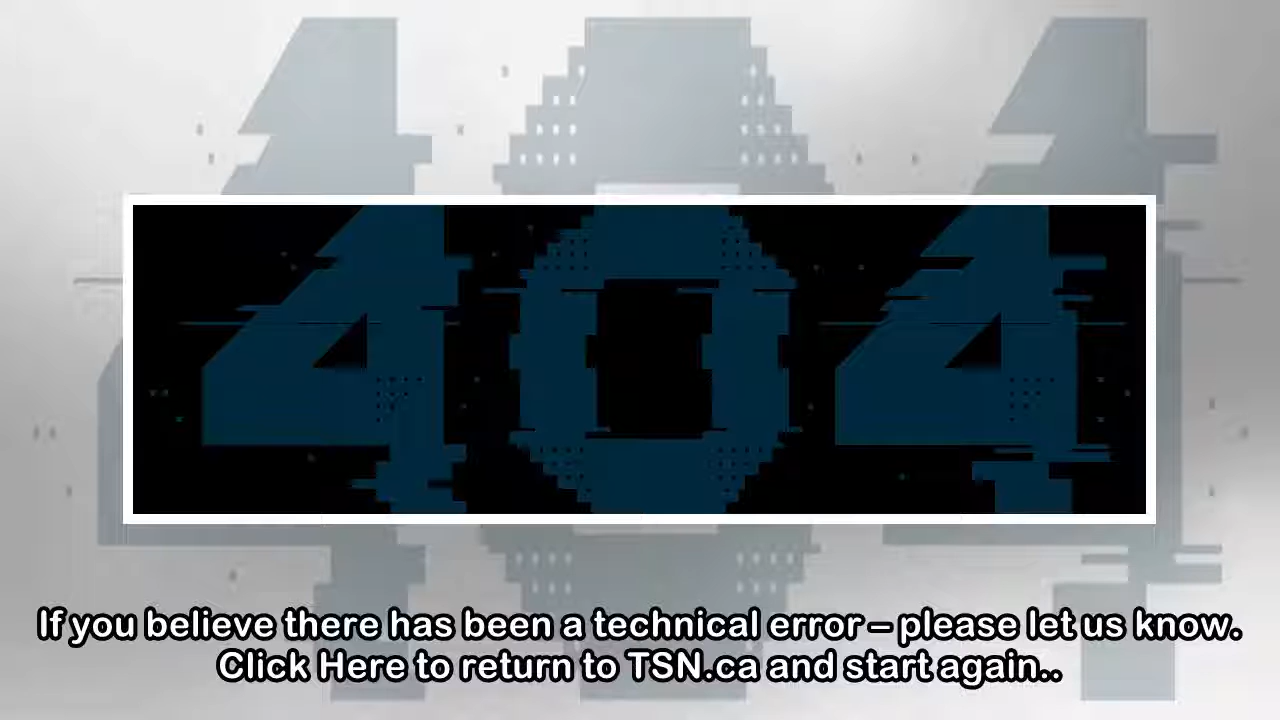 404
404
If you believe there has been a technical error – please let us know.
Click Here to return to TSN.ca and start again..